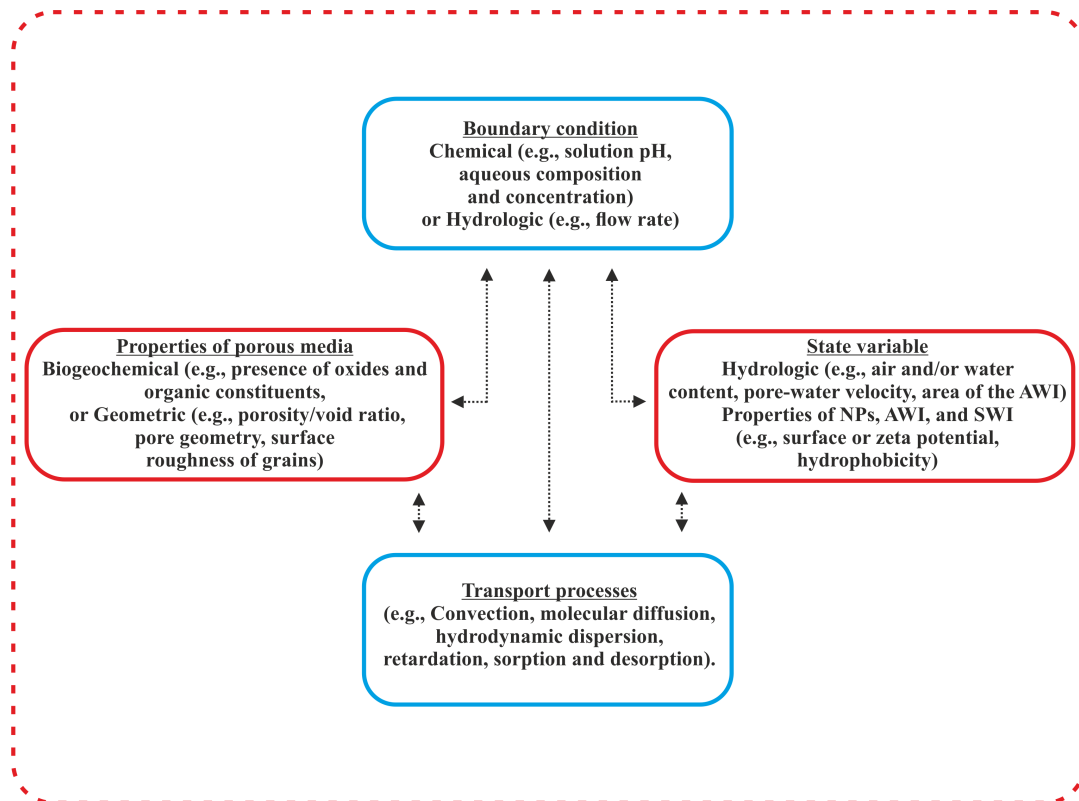 Boundary condition
Chemical (e.g., solution pH,
aqueous composition
and concentration)
or Hydrologic (e.g., flow rate)
Properties of porous media
Biogeochemical (e.g., presence of oxides and
organic constituents,
or Geometric (e.g., porosity/void ratio,
pore geometry, surface
roughness of grains)
State variable
Hydrologic (e.g., air and/or water
content, pore-water velocity, area of the AWI)
Properties of NPs, AWI, and SWI
(e.g., surface or zeta potential,
hydrophobicity)
Transport processes
(e.g., Convection, molecular diffusion,
hydrodynamic dispersion,
retardation, sorption and desorption).